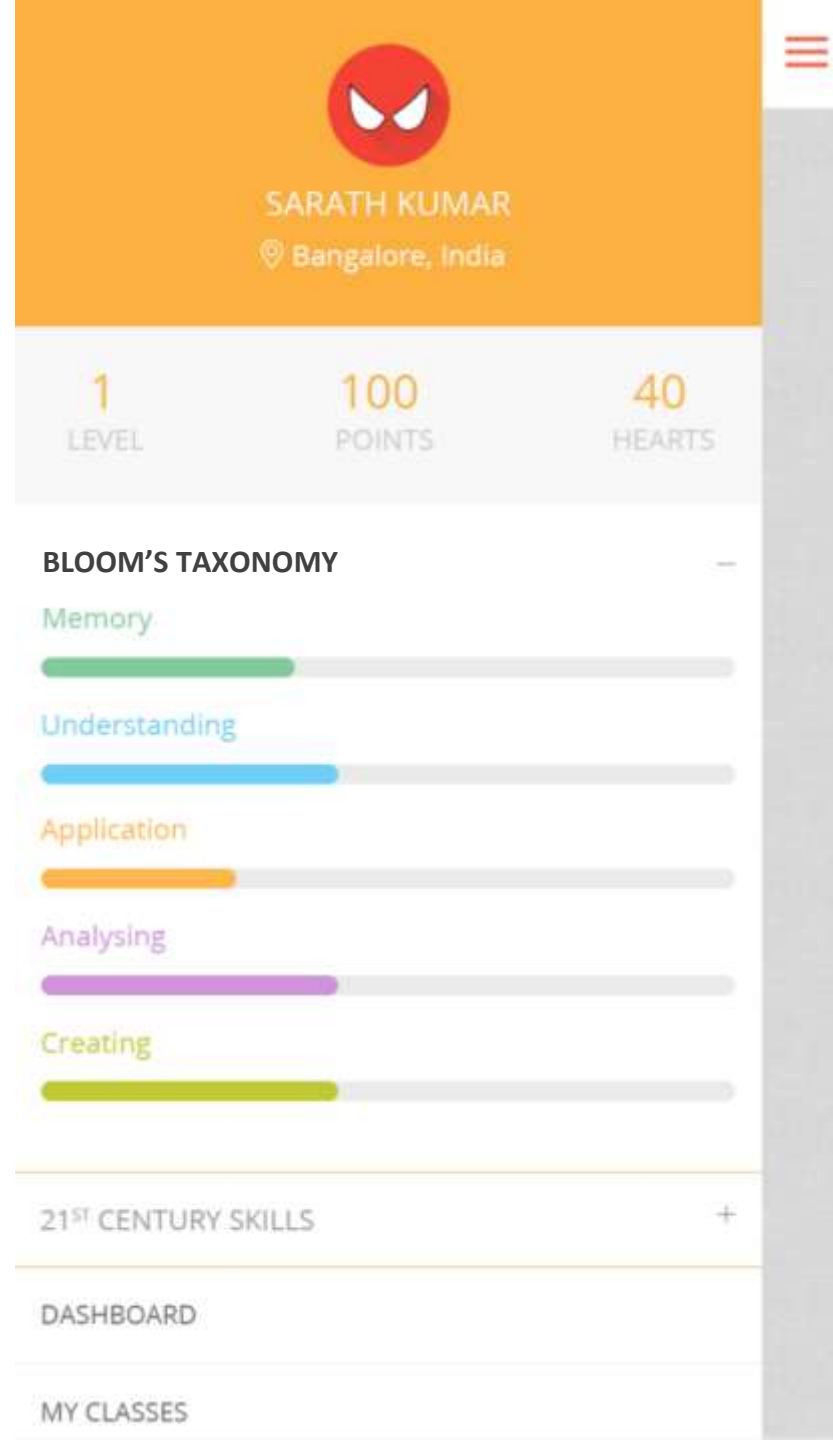 SARATH KUMAR
Bangalore, India
1 100 40
LEVEL POINTS HEARTS
BLOOM’S TAXONOMY
Memory
Understanding
Application
Analysing
Creating
21ST CENTURY SKILLS
DASHBOARD
MY CLASSES